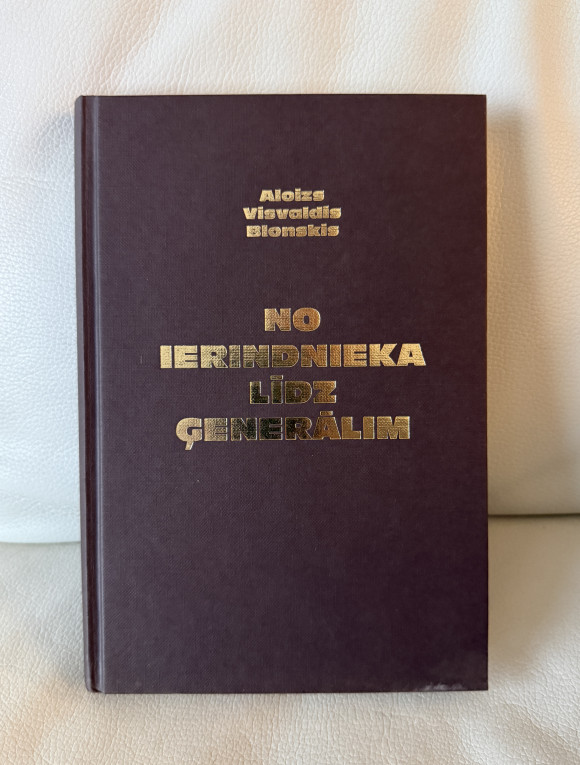 Aloizs
Visvaldis
Blonskis
NO
IERINDNIEKA
LĪDZ
ĢENERĀLIM